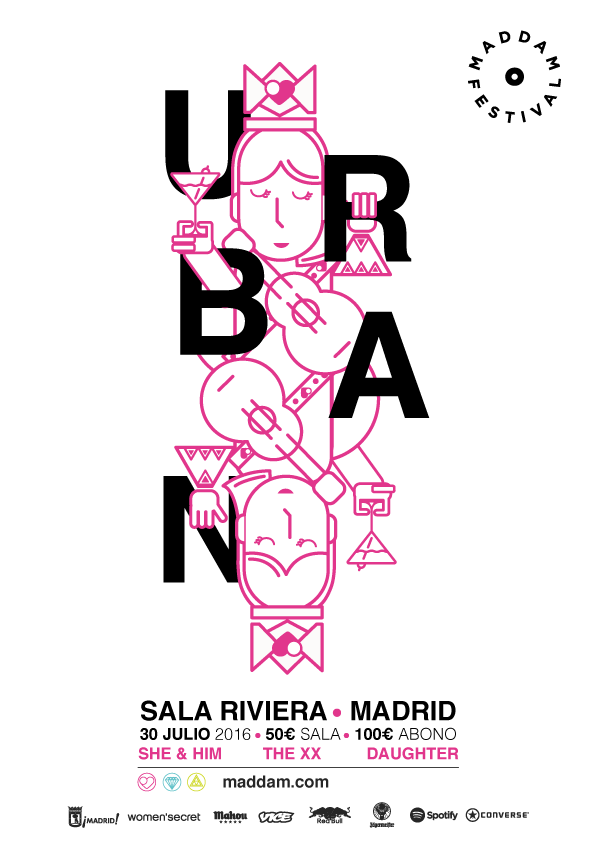 MADDAM FESTIVAL
U
R
B
A
N
SALA RIVIERA • MADRID
30 JULIO 2016 • 50€ SALA • 100€ ABONO
SHE & HIM THE XX DAUGHTER
maddam.com
¡MADRID! women'secret Mahou VICE Red Bull Jägermeister Spotify CONVERSE